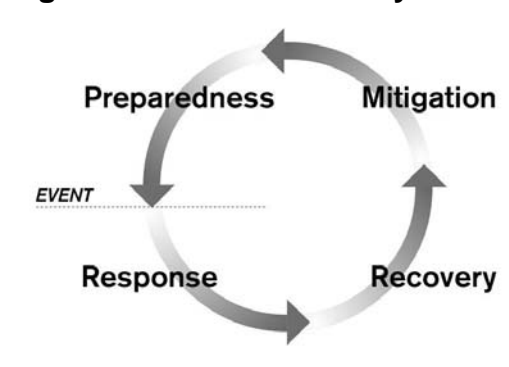 Preparedness
Mitigation
EVENT
Response
Recovery